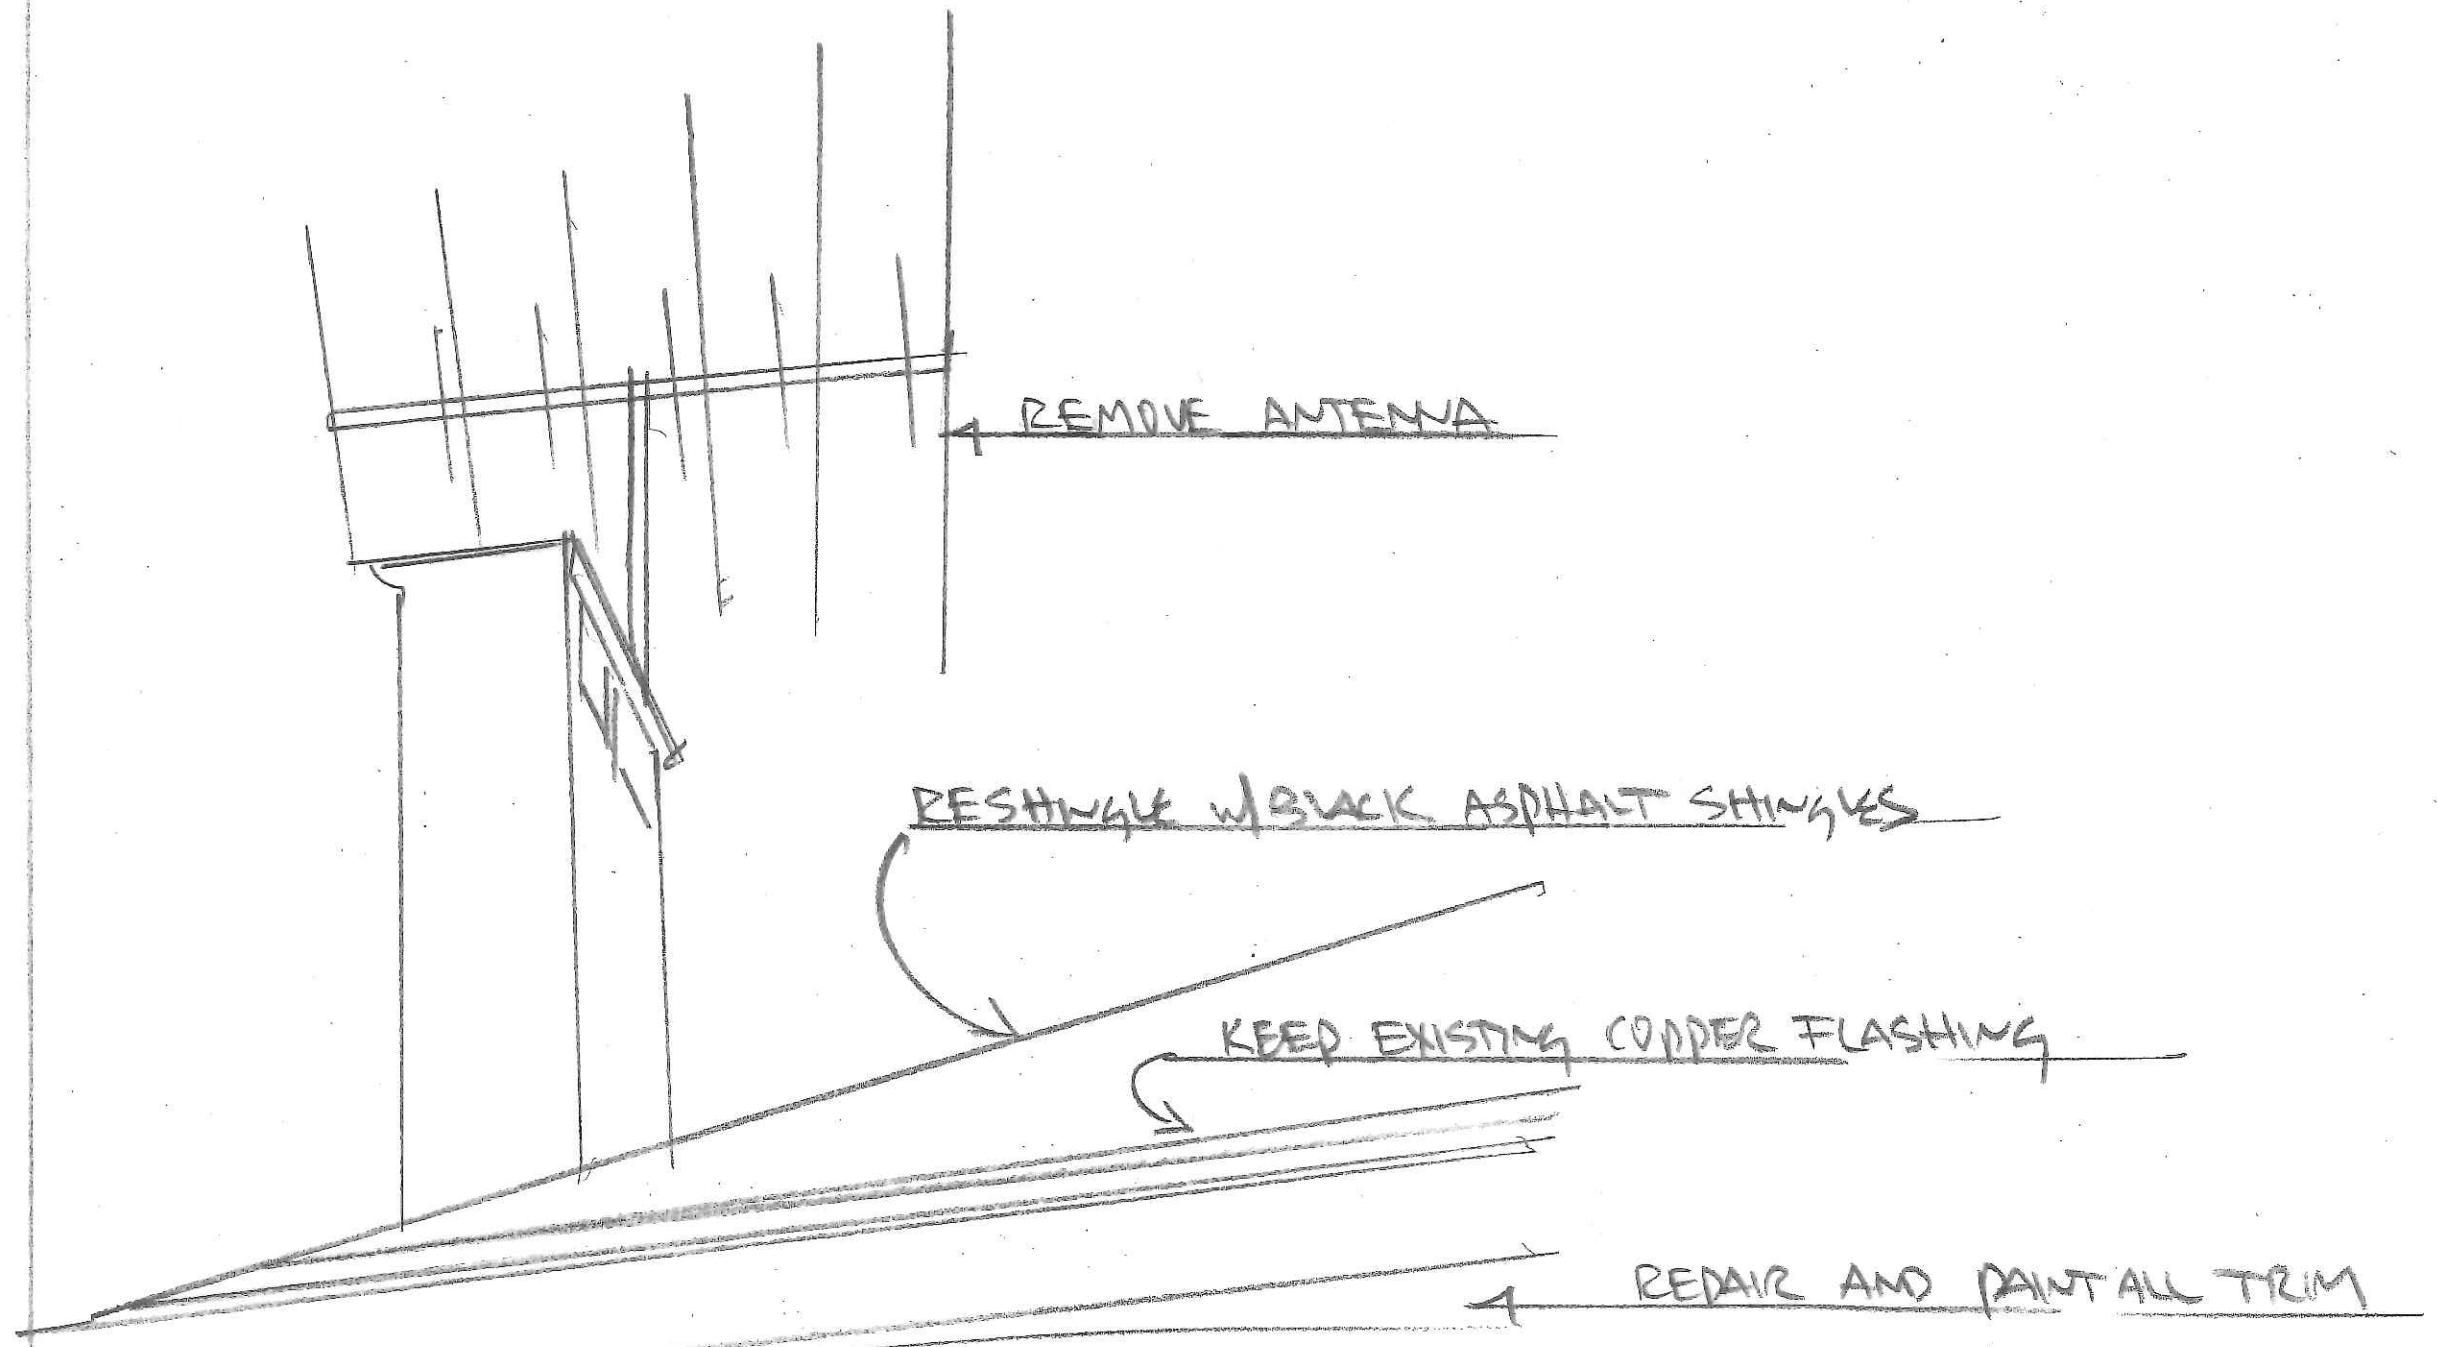 REMOVE ANTENNA
RESHINGLE W/ BLACK ASPHALT SHINGLES
KEEP EXISTING COPPER FLASHING
REPAIR AND PAINT ALL TRIM